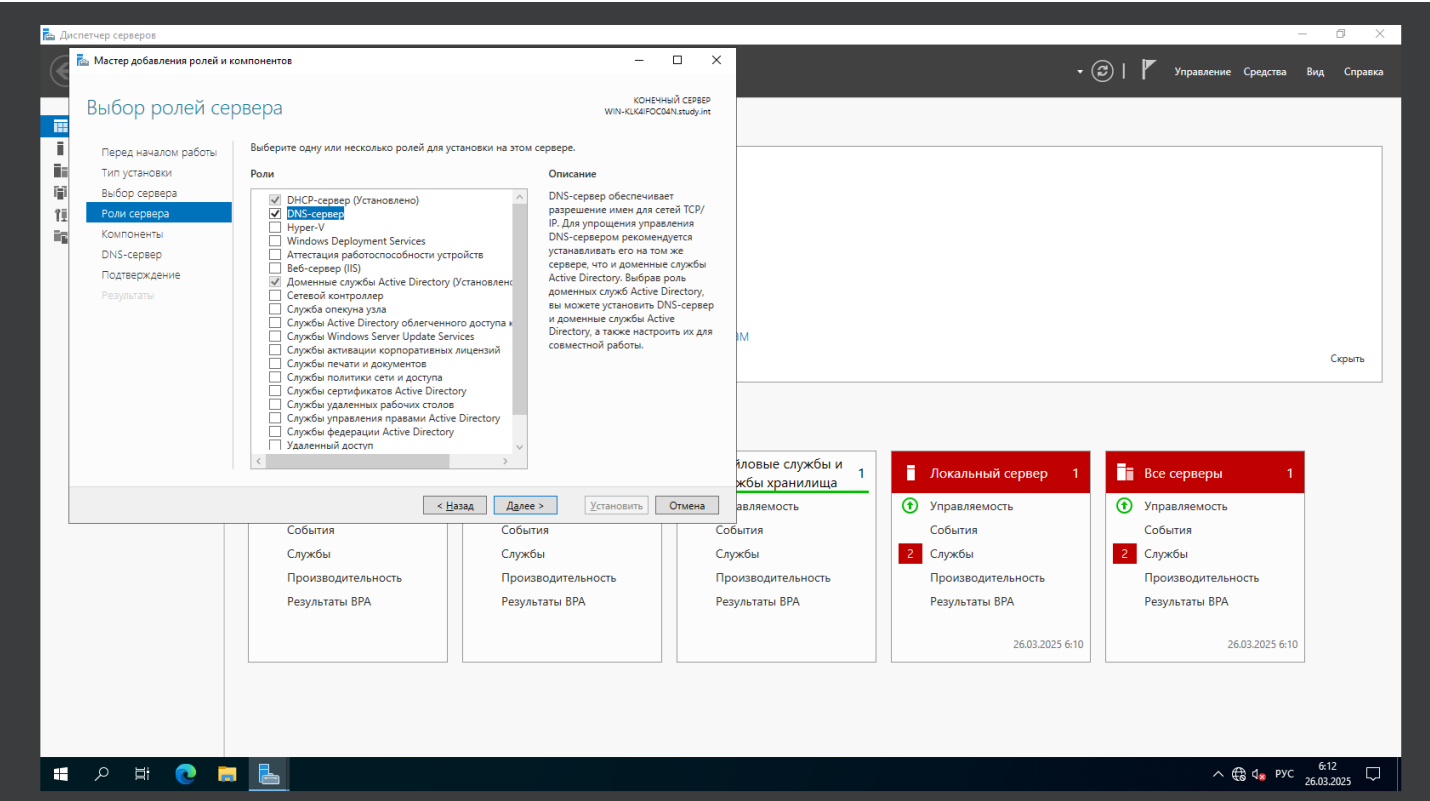 Диспетчер серверов
Мастер добавления ролей и компонентов
Управление Средства Вид Справка
Выбор ролей сервера
КОНЕЧНЫЙ СЕРВЕР
WIN-KLK4IFOC04N.study.int
Перед началом работы
Тип установки
Выбор сервера
Роли сервера
Компоненты
DNS-сервер
Подтверждение
Результаты
Выберите одну или несколько ролей для установки на этом сервере.
Роли
DHCP-сервер (Установлено)
DNS-сервер
Hyper-V
Windows Deployment Services
Аттестация работоспособности устройств
Веб-сервер (IIS)
Доменные службы Active Directory (Установлено
Сетевой контроллер
Служба опекуна узла
Службы Active Directory облегченного доступа к
Службы Windows Server Update Services
Службы активации корпоративных лицензий
Службы печати и документов
Службы политики сети и доступа
Службы сертификатов Active Directory
Службы удаленных рабочих столов
Службы управления правами Active Directory
Службы федерации Active Directory
Удаленный доступ
Описание
DNS-сервер обеспечивает
разрешение имен для сетей TCP/
IP. Для упрощения управления
DNS-сервером рекомендуется
устанавливать его на том же
сервере, что и доменные службы
Active Directory. Выбрав роль
доменных служб Active Directory,
вы можете установить DNS-сервер
и доменные службы Active
Directory, а также настроить их для
совместной работы.
< Назад Далее > Установить Отмена
Скрыть
йловые службы и 1
жбы хранилища
авляемость
События
Службы
Производительность
Результаты BPA
События
Службы
Производительность
Результаты BPA
События
Службы
Производительность
Результаты BPA
Локальный сервер 1
Управляемость
События
2 Службы
Производительность
Результаты BPA
26.03.2025 6:10
Все серверы 1
Управляемость
События
2 Службы
Производительность
Результаты BPA
26.03.2025 6:10
РУС
6:12
26.03.2025